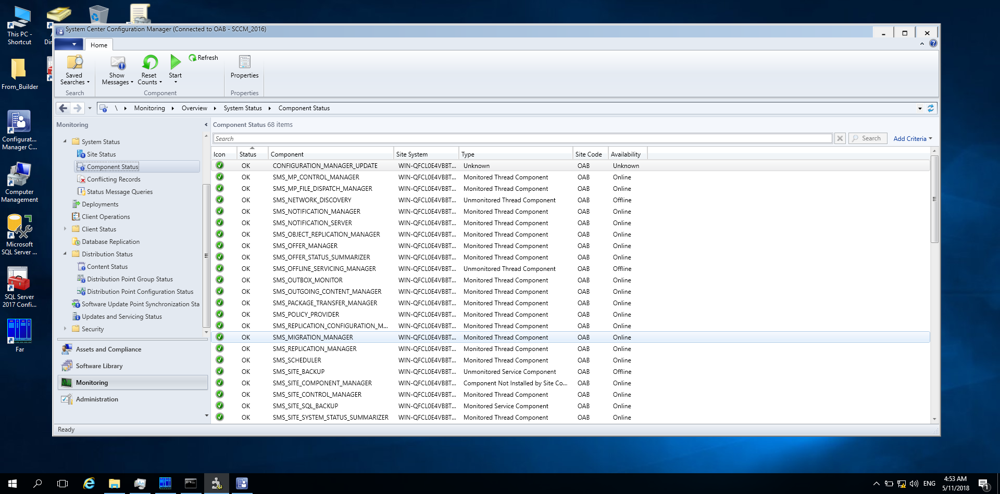 This PC -
Shortcut
From_Builder
Configurat...
Manager C...
Computer
Management
Microsoft
SQL Server ...
SQL Server
2017 Confi...
Far
System Center Configuration Manager (Connected to OAB - SCCM_2016)
Home
Saved
Searches
Search
Show
Messages
Reset
Counts
Start
Refresh
Component
Properties
Properties
\ Monitoring Overview System Status Component Status
Monitoring
System Status
Site Status
Component Status
Conflicting Records
Status Message Queries
Deployments
Client Operations
Client Status
Database Replication
Distribution Status
Content Status
Distribution Point Group Status
Distribution Point Configuration Status
Software Update Point Synchronization Sta
Updates and Servicing Status
Security
Assets and Compliance
Software Library
Monitoring
Administration
Component Status 68 items
Search Search Add Criteria
Icon Status Component Site System Type Site Code Availability
OK CONFIGURATION_MANAGER_UPDATE WIN-QFCL0E4VBBT... Unknown OAB Unknown
OK SMS_MP_CONTROL_MANAGER WIN-QFCL0E4VBBT... Monitored Thread Component OAB Online
OK SMS_MP_FILE_DISPATCH_MANAGER WIN-QFCL0E4VBBT... Monitored Thread Component OAB Online
OK SMS_NETWORK_DISCOVERY WIN-QFCL0E4VBBT... Unmonitored Thread Component OAB Offline
OK SMS_NOTIFICATION_MANAGER WIN-QFCL0E4VBBT... Monitored Thread Component OAB Online
OK SMS_NOTIFICATION_SERVER WIN-QFCL0E4VBBT... Monitored Thread Component OAB Online
OK SMS_OBJECT_REPLICATION_MANAGER WIN-QFCL0E4VBBT... Monitored Thread Component OAB Online
OK SMS_OFFER_MANAGER WIN-QFCL0E4VBBT... Monitored Thread Component OAB Online
OK SMS_OFFER_STATUS_SUMMARIZER WIN-QFCL0E4VBBT... Monitored Thread Component OAB Online
OK SMS_OFFLINE_SERVICING_MANAGER WIN-QFCL0E4VBBT... Unmonitored Thread Component OAB Offline
OK SMS_OUTBOX_MONITOR WIN-QFCL0E4VBBT... Monitored Thread Component OAB Online
OK SMS_OUTGOING_CONTENT_MANAGER WIN-QFCL0E4VBBT... Monitored Thread Component OAB Online
OK SMS_PACKAGE_TRANSFER_MANAGER WIN-QFCL0E4VBBT... Monitored Thread Component OAB Online
OK SMS_POLICY_PROVIDER WIN-QFCL0E4VBBT... Monitored Thread Component OAB Online
OK SMS_REPLICATION_CONFIGURATION_M... WIN-QFCL0E4VBBT... Monitored Thread Component OAB Online
OK SMS_MIGRATION_MANAGER WIN-QFCL0E4VBBT... Monitored Thread Component OAB Online
OK SMS_REPLICATION_MANAGER WIN-QFCL0E4VBBT... Monitored Thread Component OAB Online
OK SMS_SCHEDULER WIN-QFCL0E4VBBT... Monitored Thread Component OAB Online
OK SMS_SITE_BACKUP WIN-QFCL0E4VBBT... Unmonitored Service Component OAB Offline
OK SMS_SITE_COMPONENT_MANAGER WIN-QFCL0E4VBBT... Component Not Installed by Site Co... OAB Online
OK SMS_SITE_CONTROL_MANAGER WIN-QFCL0E4VBBT... Monitored Thread Component OAB Online
OK SMS_SITE_SQL_BACKUP WIN-QFCL0E4VBBT... Monitored Service Component OAB Online
OK SMS_SITE_SYSTEM_STATUS_SUMMARIZER WIN-QFCL0E4VBBT... Monitored Thread Component OAB Online
Ready
ENG
4:53 AM
5/11/2018
1